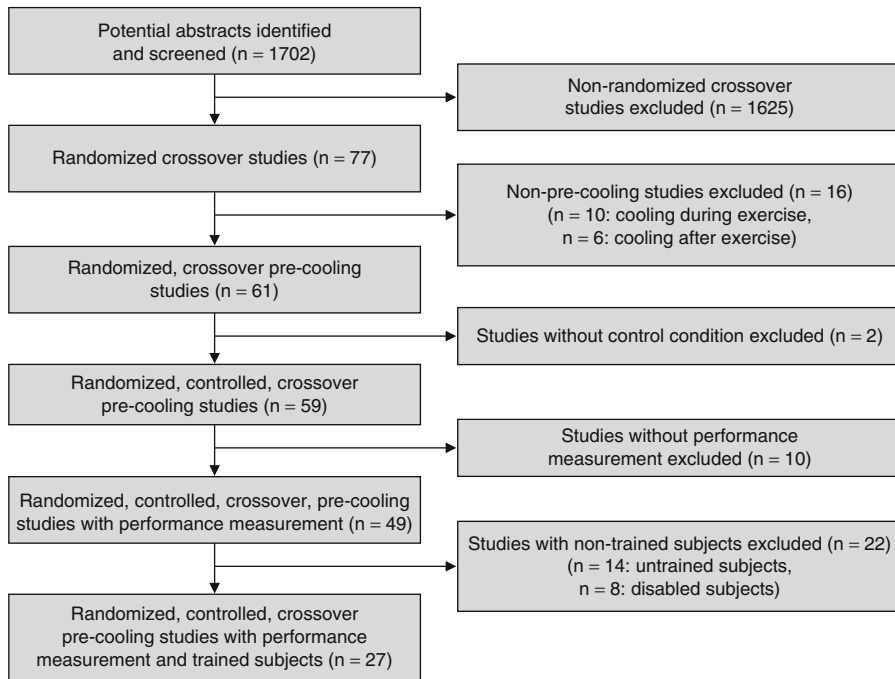 Potential abstracts identified
and screened (n = 1702)
Non-randomized crossover
studies excluded (n = 1625)
Randomized crossover studies (n = 77)
Non-pre-cooling studies excluded (n = 16)
(n = 10: cooling during exercise,
n = 6: cooling after exercise)
Randomized, crossover pre-cooling
studies (n = 61)
Studies without control condition excluded (n = 2)
Randomized, controlled, crossover
pre-cooling studies (n = 59)
Studies without performance
measurement excluded (n = 10)
Randomized, controlled, crossover, pre-cooling
studies with performance measurement (n = 49)
Studies with non-trained subjects excluded (n = 22)
(n = 14: untrained subjects,
n = 8: disabled subjects)
Randomized, controlled, crossover
pre-cooling studies with performance
measurement and trained subjects (n = 27)